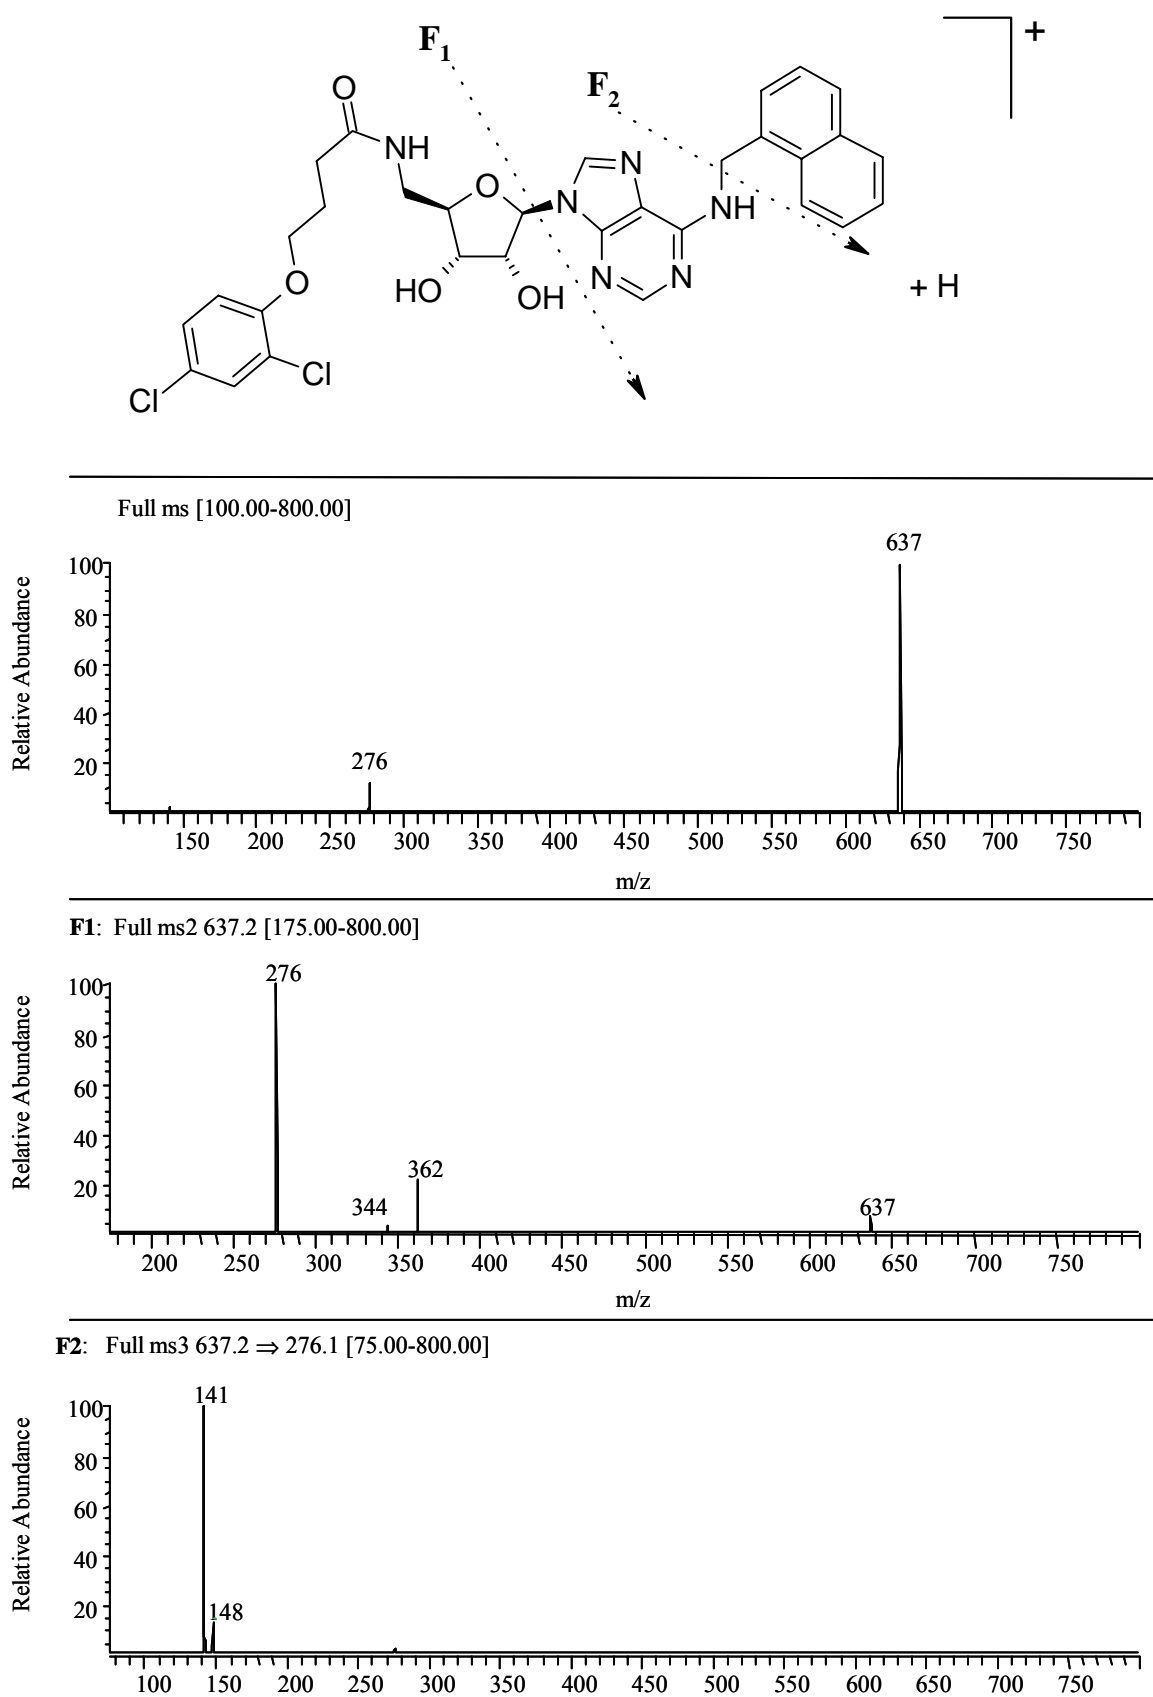 F1
F2
+
O
NH
O
N
N
NH
N
N
HO
OH
O
Cl
Cl
+ H
Full ms [100.00-800.00]
637
276
Relative Abundance
100
80
60
40
20
150 200 250 300 350 400 450 500 550 600 650 700 750
m/z
F1: Full ms2 637.2 [175.00-800.00]
276
362
344
637
Relative Abundance
100
80
60
40
20
200 250 300 350 400 450 500 550 600 650 700 750
m/z
F2: Full ms3 637.2 ⇒ 276.1 [75.00-800.00]
141
148
Relative Abundance
100
80
60
40
20
100 150 200 250 300 350 400 450 500 550 600 650 700 750